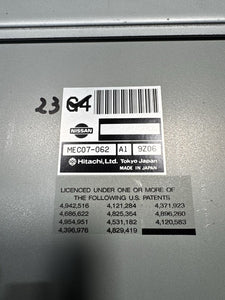 23 G4
NISSAN
MEC07-062 A1 9Z06
Hitachi, Ltd. Tokyo Japan
MADE IN JAPAN
LICENCED UNDER ONE OR MORE OF
THE FOLLOWING U.S. PATENTS
4,942,516 4,121,284 4,371,923
4,686,622 4,825,364 4,896,260
4,854,951 4,531,182 4,120,583
4,396,976 4,829,419